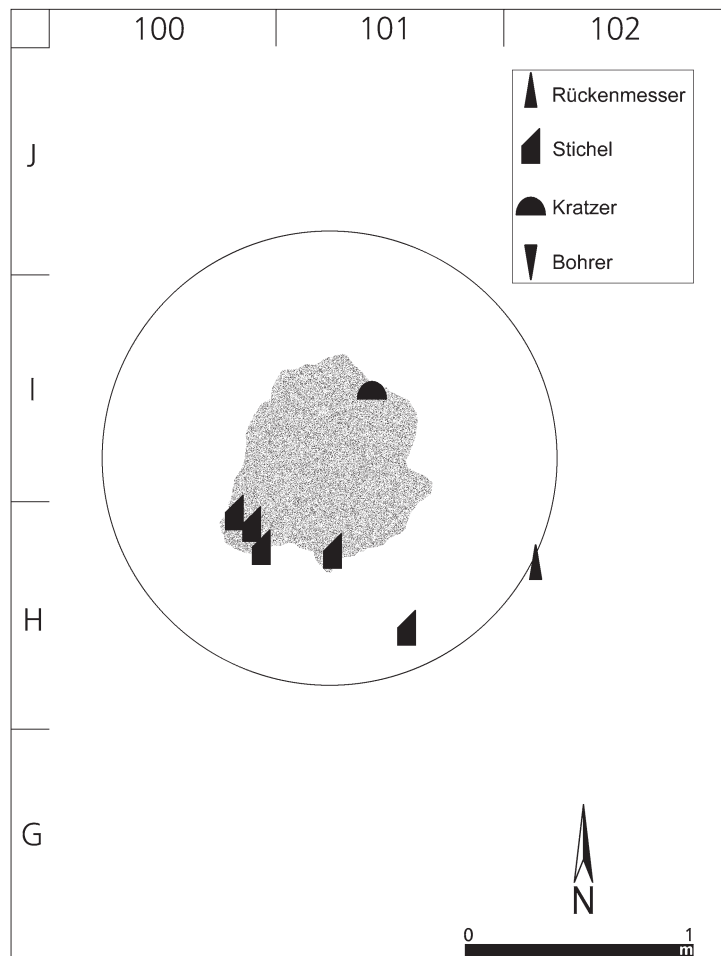 100 101 102
Rückenmesser
Stichel
Kratzer
Bohrer
J
I
H
G
N
0 1
m